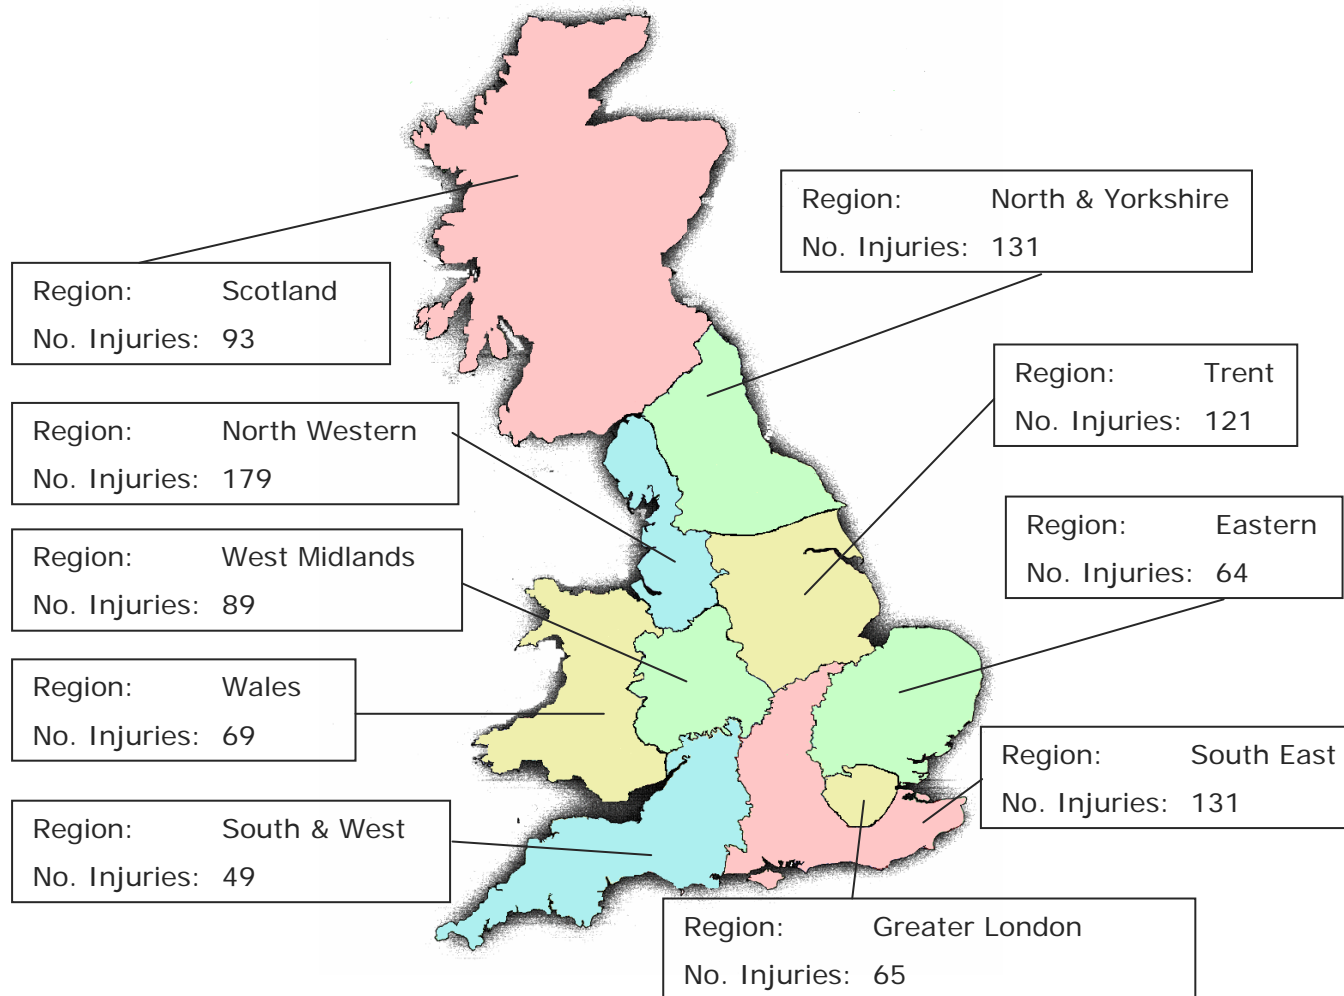 Region: North & Yorkshire
No. Injuries: 131
Region: Scotland
No. Injuries: 93
Region: Trent
No. Injuries: 121
Region: North Western
No. Injuries: 179
Region: Eastern
No. Injuries: 64
Region: West Midlands
No. Injuries: 89
Region: Wales
No. Injuries: 69
Region: South East
No. Injuries: 131
Region: South & West
No. Injuries: 49
Region: Greater London
No. Injuries: 65